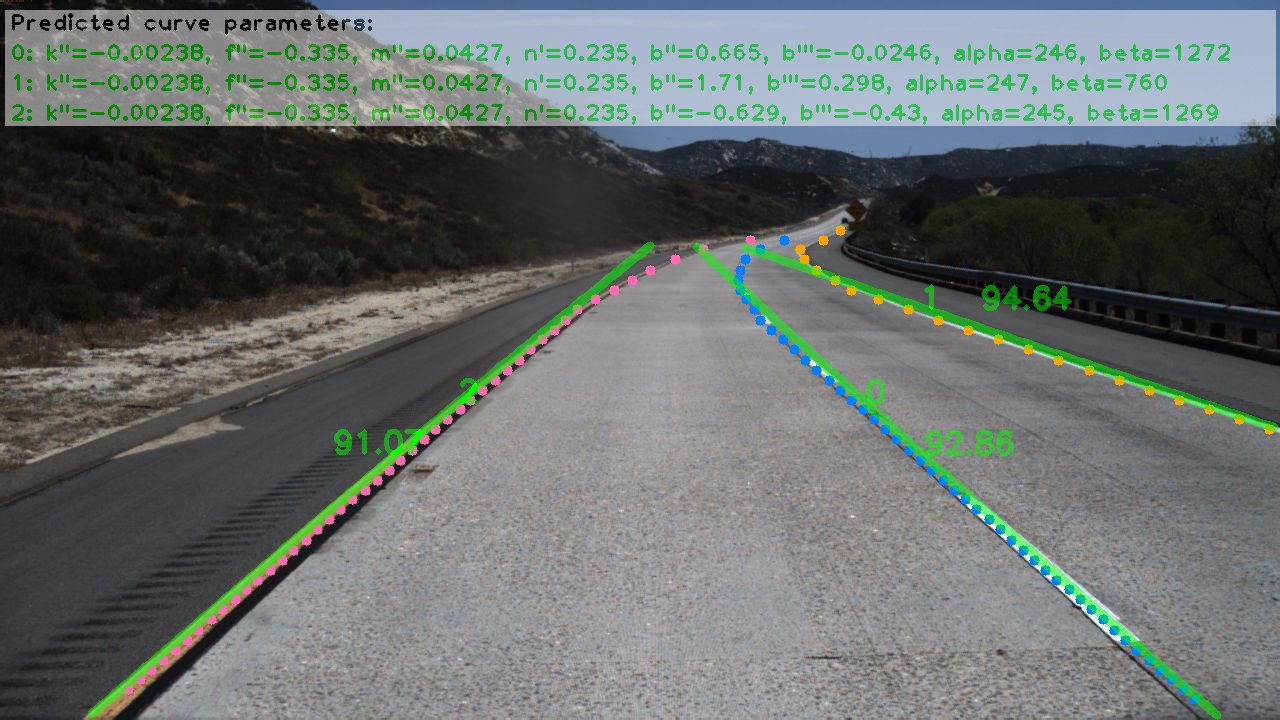 Predicted curve parameters:
0: k''=-0.00238, f''=-0.335, m''=0.0427, n'=0.235, b''=0.665, b'''=-0.0246, alpha=246, beta=1272
1: k''=-0.00238, f''=-0.335, m''=0.0427, n'=0.235, b''=1.71, b'''=0.298, alpha=247, beta=760
2: k''=-0.00238, f''=-0.335, m''=0.0427, n'=0.235, b''=-0.629, b'''=-0.43, alpha=245, beta=1269
1 94.64
2
0
91.07
92.86